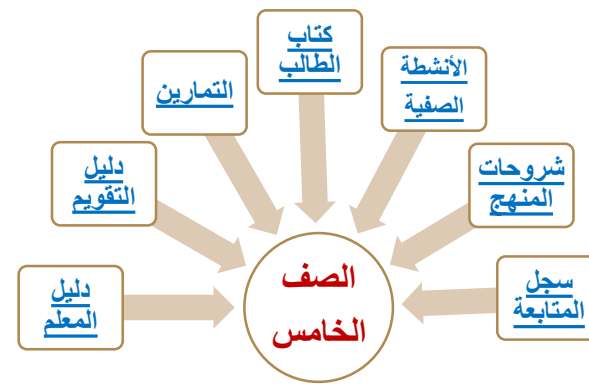 كتاب
الطالب
الأنشطة
الصفية
التمارين
شروحات
المنهج
دليل
التقويم
سجل
المتابعة
دليل
المعلم
الصف
الخامس